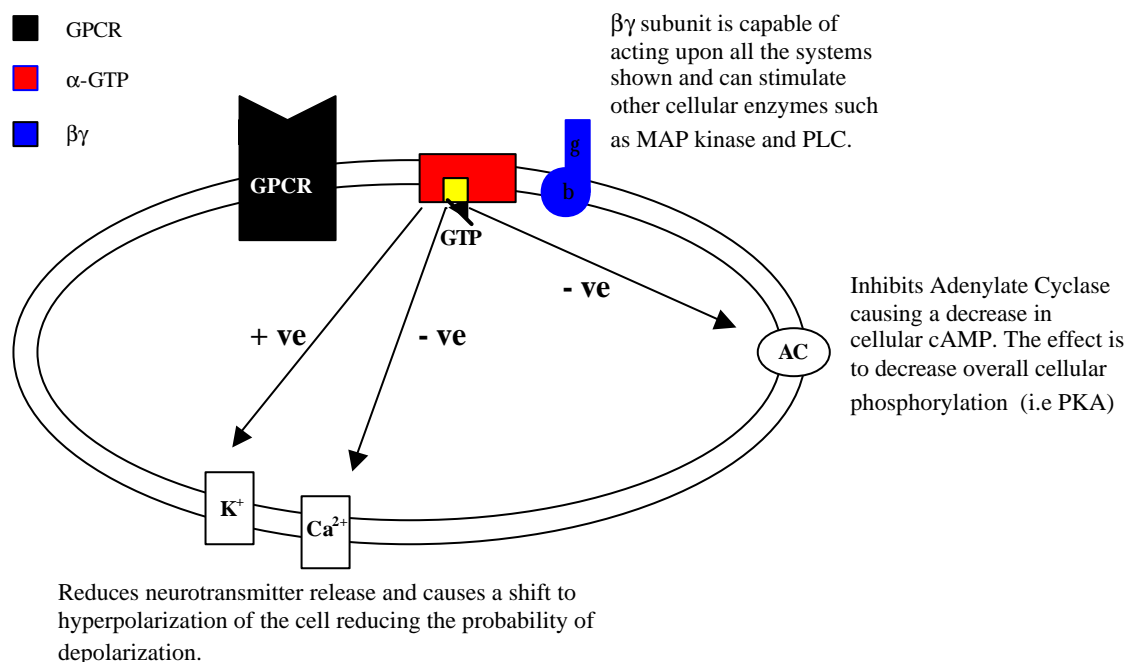 GPCR
α-GTP
βγ
βγ subunit is capable of
acting upon all the systems
shown and can stimulate
other cellular enzymes such
as MAP kinase and PLC.
GPCR
g
b
GTP
+ ve
- ve
- ve
AC
Inhibits Adenylate Cyclase
causing a decrease in
cellular cAMP. The effect is
to decrease overall cellular
phosphorylation (i.e PKA)
K⁺
Ca²⁺
Reduces neurotransmitter release and causes a shift to
hyperpolarization of the cell reducing the probability of
depolarization.